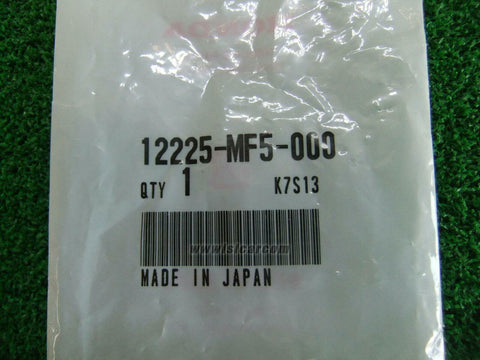 12225-MF5-000
QTY 1 K7S13
www.isicar.com
MADE IN JAPAN